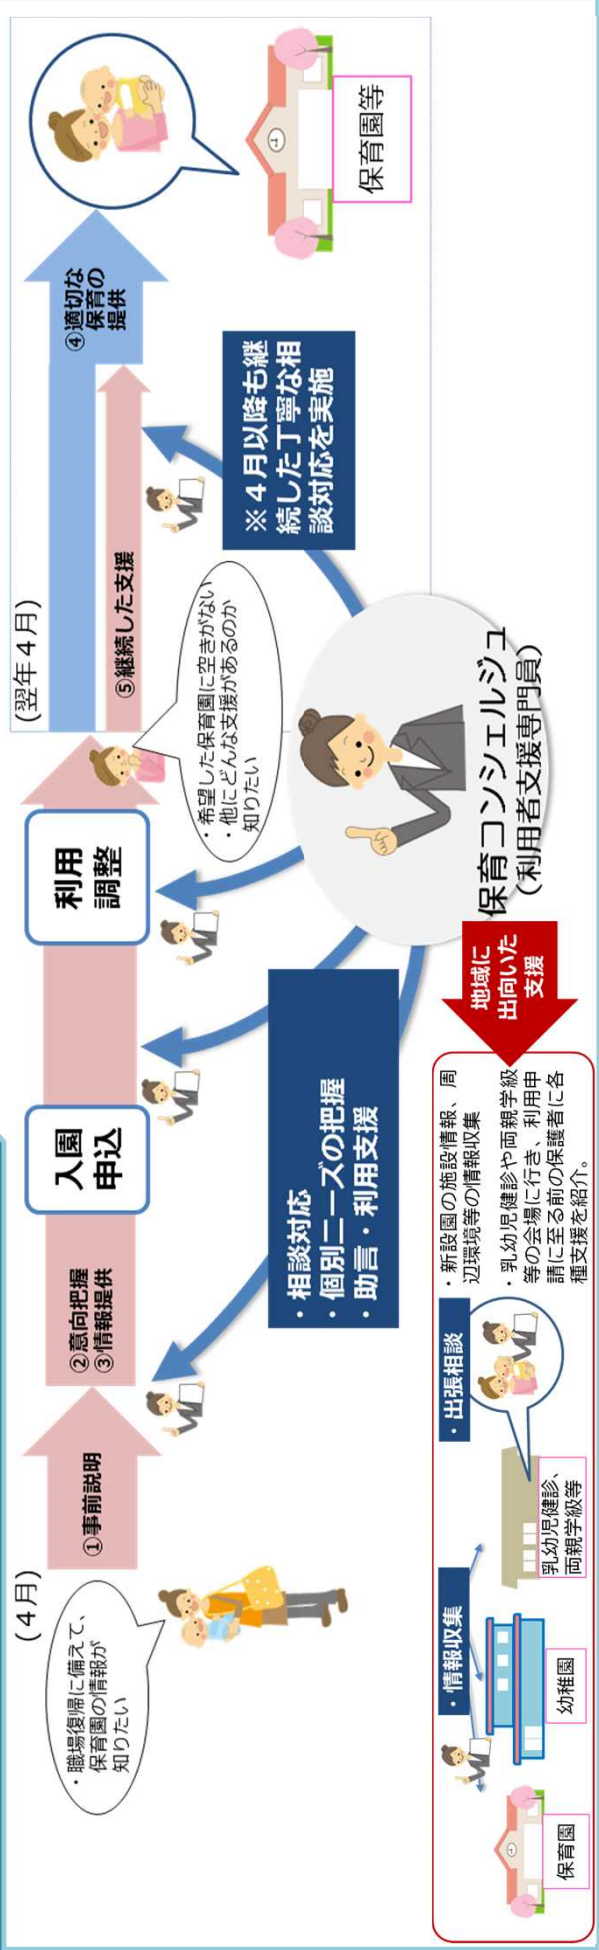 (４月)
・職場復帰に備えて、
保育園の情報が
知りたい
①事前説明
②意向把握
③情報提供
入園
申込
利用
調整
(翌年４月)
・希望した保育園に空きがない
・他にどんな支援があるのか
知りたい
⑤継続した支援
④適切な
保育の
提供
保育園等
※４月以降も継
続した丁寧な相
談対応を実施
・相談対応
・個別ニーズの把握
・助言・利用支援
保育コンシェルジュ
（利用者支援専門員）
地域に
出向いた
支援
・情報収集
・出張相談
保育園
幼稚園
乳幼児健診、
両親学級等
・新設園の施設情報、周
辺環境等の情報収集
・乳幼児健診や両親学級
等の会場に行き、利用申
請に至る前の保護者に各
種支援を紹介。